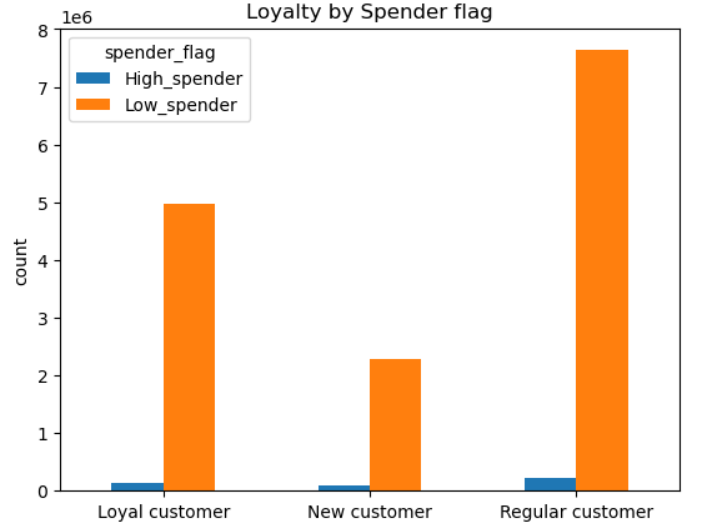 Loyalty by Spender flag
1e6
spender_flag
High_spender
Low_spender
8
7
6
5
4
3
2
1
0
count
Loyal customer
New customer
Regular customer